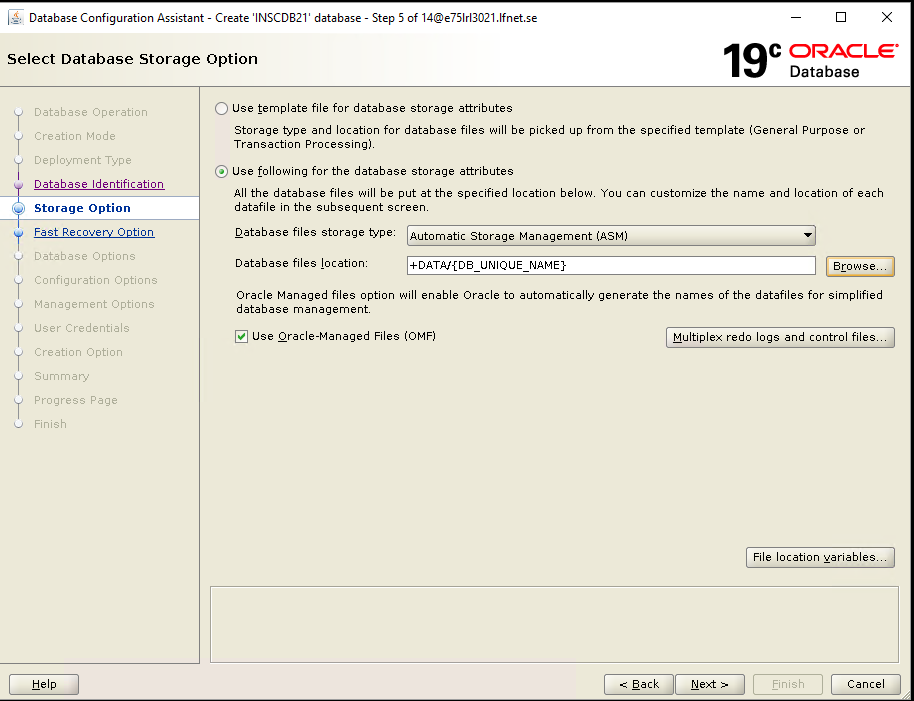 Database Configuration Assistant - Create 'INSCDB21' database - Step 5 of 14@e75lrl3021.lfnet.se
Select Database Storage Option
19c ORACLE
Database
Database Operation
Creation Mode
Deployment Type
Database Identification
Storage Option
Fast Recovery Option
Database Options
Configuration Options
Management Options
User Credentials
Creation Option
Summary
Progress Page
Finish
Use template file for database storage attributes
Storage type and location for database files will be picked up from the specified template (General Purpose or
Transaction Processing).
Use following for the database storage attributes
All the database files will be put at the specified location below. You can customize the name and location of each
datafile in the subsequent screen.
Database files storage type: Automatic Storage Management (ASM)
Database files location: +DATA/{DB_UNIQUE_NAME} Browse...
Oracle Managed files option will enable Oracle to automatically generate the names of the datafiles for simplified
database management.
Use Oracle-Managed Files (OMF) Multiplex redo logs and control files...
File location variables...
Help < Back Next > Finish Cancel